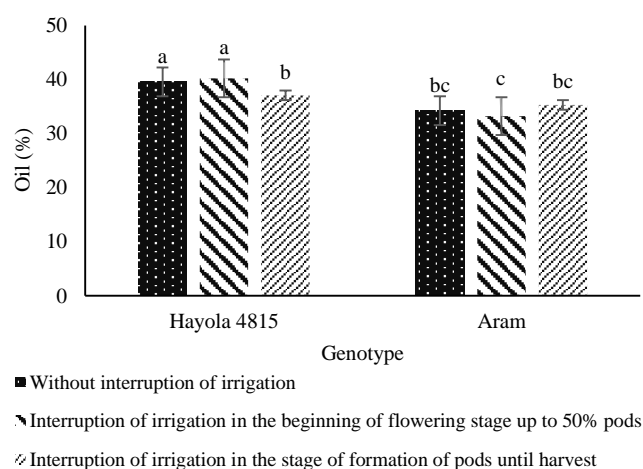 50
40
30
20
10
0
Oil (%)
a
a
b
bc
c
bc
Hayola 4815
Aram
Genotype
Without interruption of irrigation
Interruption of irrigation in the beginning of flowering stage up to 50% pods
Interruption of irrigation in the stage of formation of pods until harvest